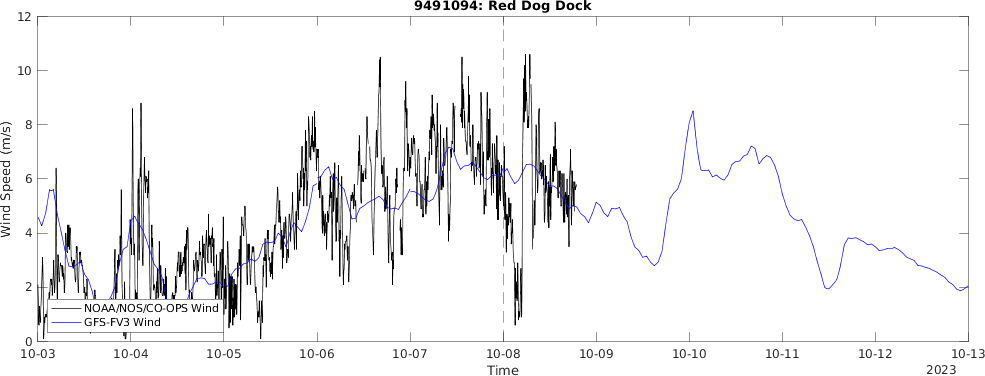 9491094: Red Dog Dock
Wind Speed (m/s)
12
10
8
6
4
2
0
NOAA/NOS/CO-OPS Wind
GFS-FV3 Wind
10-03 10-04 10-05 10-06 10-07 10-08 10-09 10-10 10-11 10-12 10-13
Time
2023